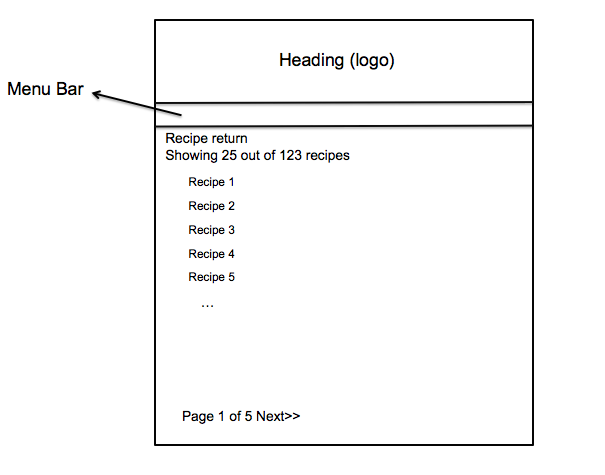 Heading (logo)
Menu Bar
Recipe return
Showing 25 out of 123 recipes
Recipe 1
Recipe 2
Recipe 3
Recipe 4
Recipe 5
...
Page 1 of 5 Next>>